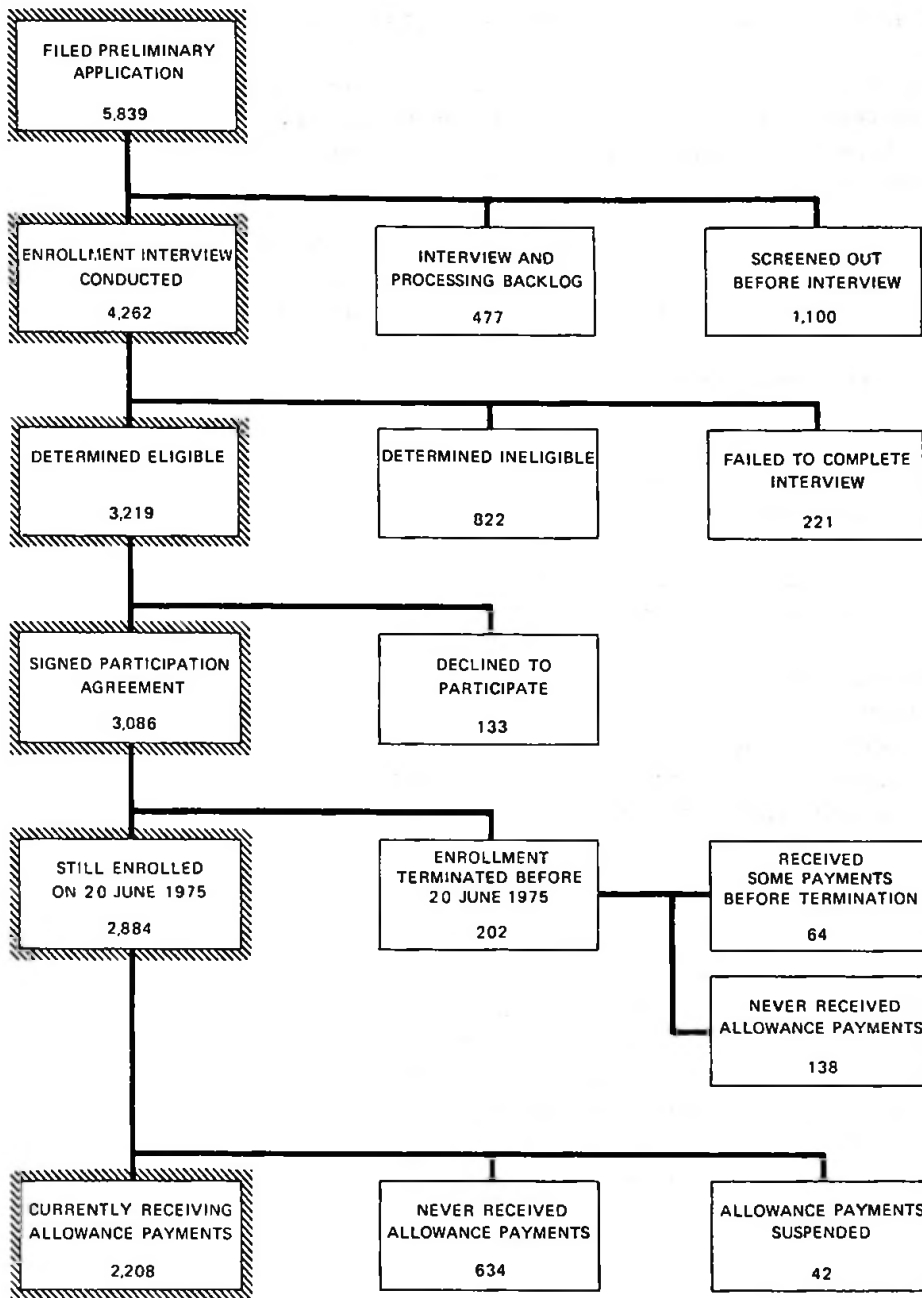 FILED PRELIMINARY
APPLICATION
5,839
ENROLLMENT INTERVIEW
CONDUCTED
4,262
INTERVIEW AND
PROCESSING BACKLOG
477
SCREENED OUT
BEFORE INTERVIEW
1,100
DETERMINED ELIGIBLE
3,219
DETERMINED INELIGIBLE
822
FAILED TO COMPLETE
INTERVIEW
221
SIGNED PARTICIPATION
AGREEMENT
3,086
DECLINED TO
PARTICIPATE
133
STILL ENROLLED
ON 20 JUNE 1975
2,884
ENROLLMENT
TERMINATED BEFORE
20 JUNE 1975
202
RECEIVED
SOME PAYMENTS
BEFORE TERMINATION
64
NEVER RECEIVED
ALLOWANCE PAYMENTS
138
CURRENTLY RECEIVING
ALLOWANCE PAYMENTS
2,208
NEVER RECEIVED
ALLOWANCE PAYMENTS
634
ALLOWANCE PAYMENTS
SUSPENDED
42